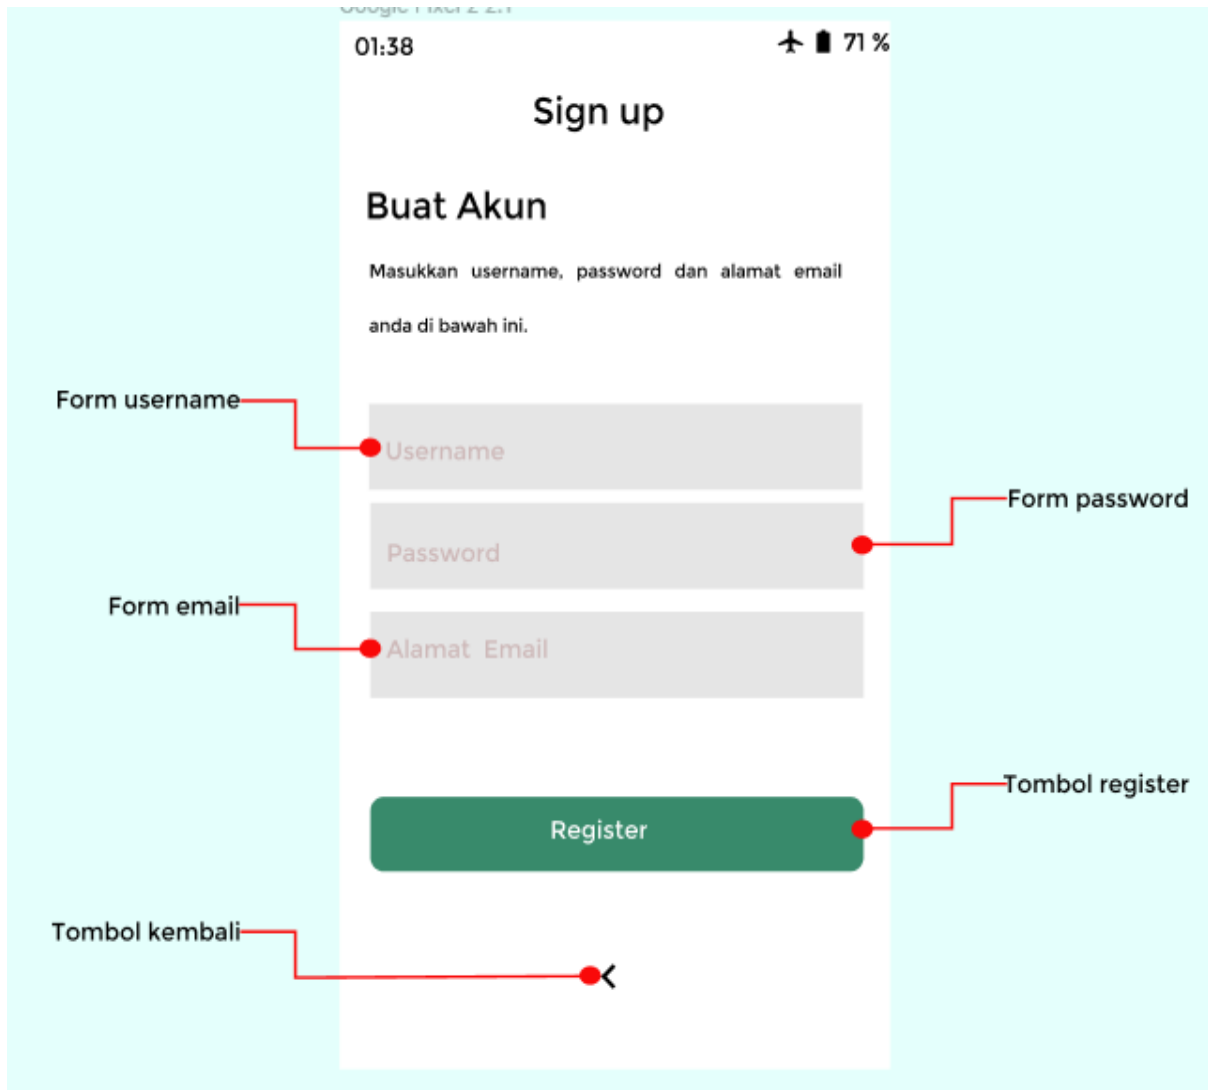 01:38
71 %
Sign up
Buat Akun
Masukkan username, password dan alamat email
anda di bawah ini.
Form username
Username
Form password
Password
Form email
Alamat Email
Tombol register
Register
Tombol kembali